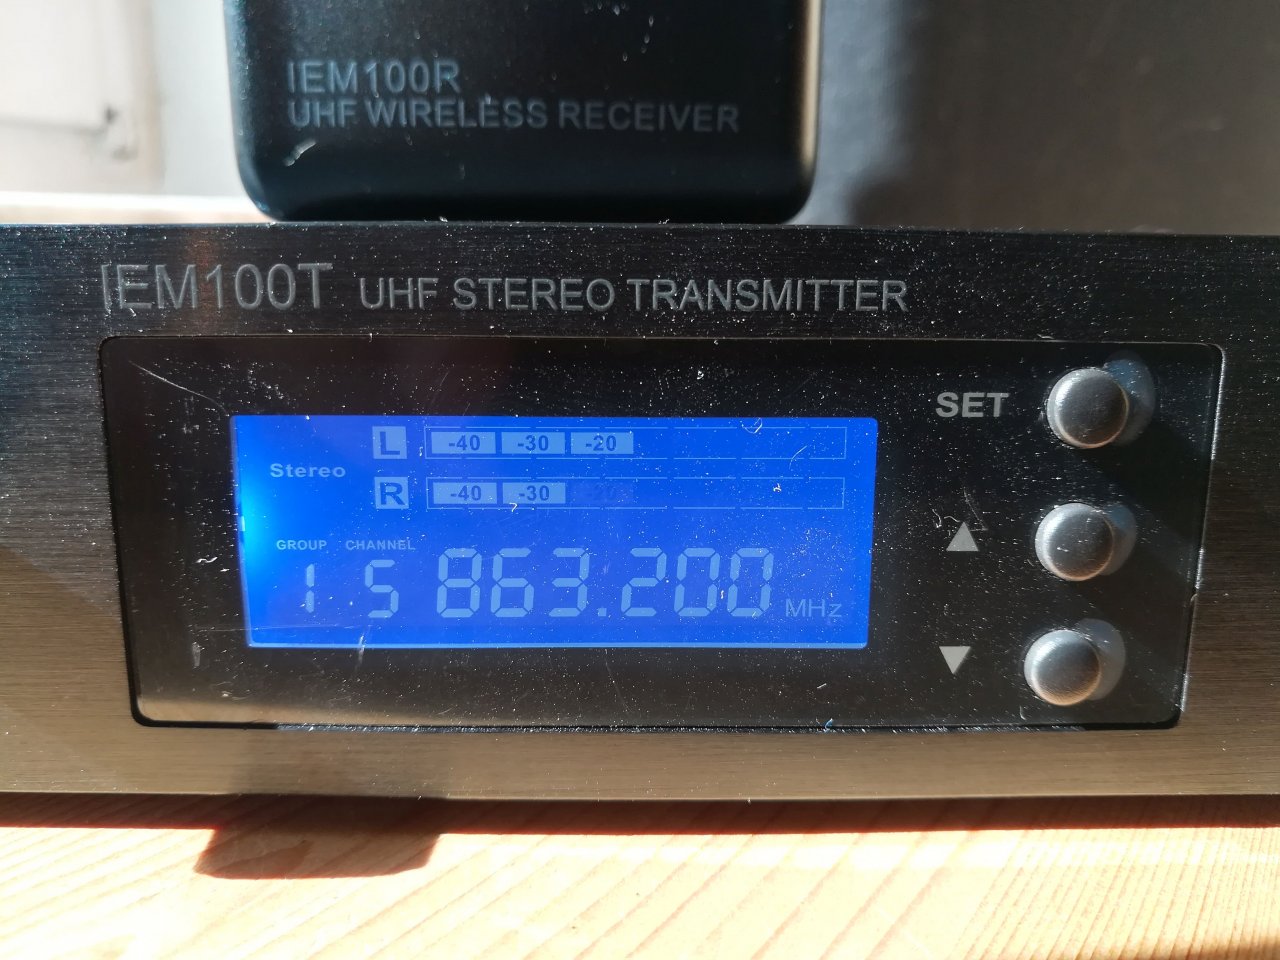 IEM100R
UHF WIRELESS RECEIVER
IEM100T UHF STEREO TRANSMITTER
SET
Stereo
L -40 -30 -20
R -40 -30 -20
GROUP CHANNEL
1 5 863.200 MHz